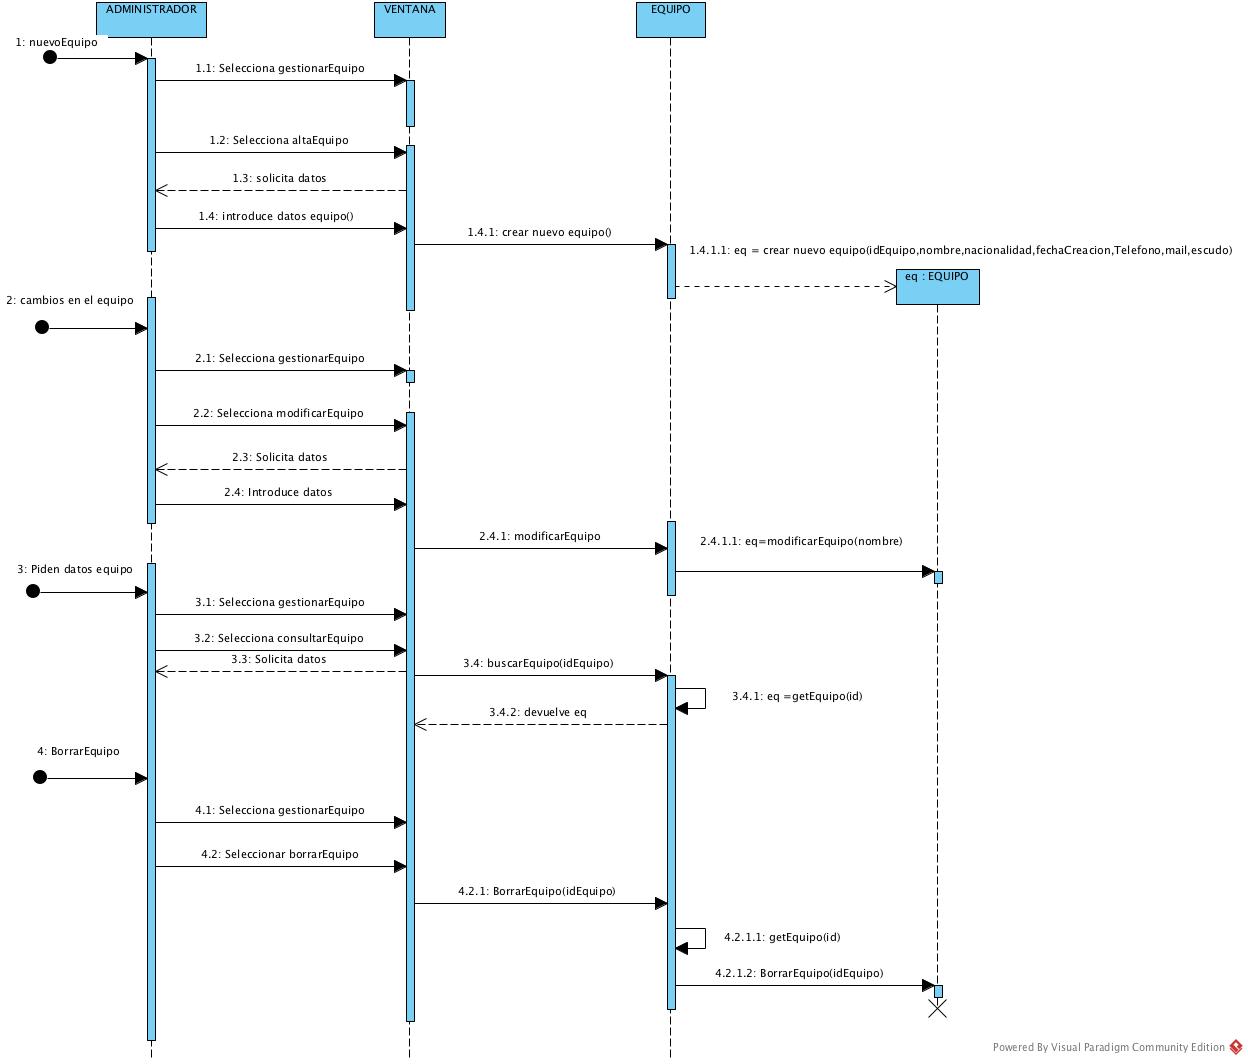 ADMINISTRADOR
VENTANA
EQUIPO
1: nuevoEquipo
1.1: Selecciona gestionarEquipo
1.2: Selecciona altaEquipo
1.3: solicita datos
1.4: introduce datos equipo()
1.4.1: crear nuevo equipo()
1.4.1.1: eq = crear nuevo equipo(idEquipo,nombre,nacionalidad,fechaCreacion,Telefono,mail,escudo)
eq : EQUIPO
2: cambios en el equipo
2.1: Selecciona gestionarEquipo
2.2: Selecciona modificarEquipo
2.3: Solicita datos
2.4: Introduce datos
2.4.1: modificarEquipo
2.4.1.1: eq=modificarEquipo(nombre)
3: Piden datos equipo
3.1: Selecciona gestionarEquipo
3.2: Selecciona consultarEquipo
3.3: Solicita datos
3.4: buscarEquipo(idEquipo)
3.4.1: eq =getEquipo(id)
3.4.2: devuelve eq
4: BorrarEquipo
4.1: Selecciona gestionarEquipo
4.2: Seleccionar borrarEquipo
4.2.1: BorrarEquipo(idEquipo)
4.2.1.1: getEquipo(id)
4.2.1.2: BorrarEquipo(idEquipo)
Powered By Visual Paradigm Community Edition